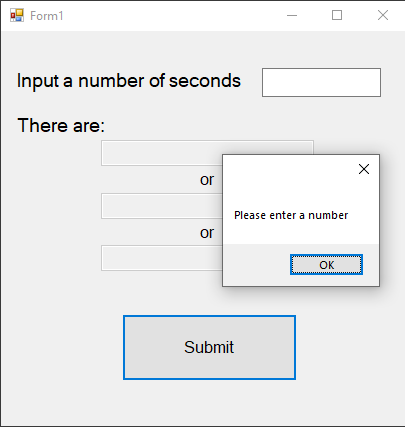 Form1
Input a number of seconds
There are:
or
Please enter a number
or
OK
Submit